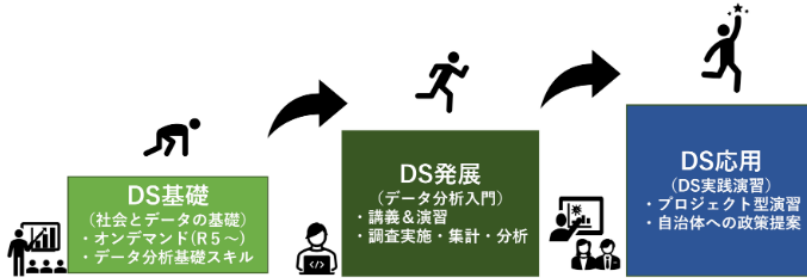 DS基礎
（社会とデータの基礎）
・オンデマンド(R５～)
・データ分析基礎スキル
DS発展
（データ分析入門）
・講義＆演習
・調査実施・集計・分析
DS応用
（DS実践演習）
・プロジェクト型演習
・自治体への政策提案